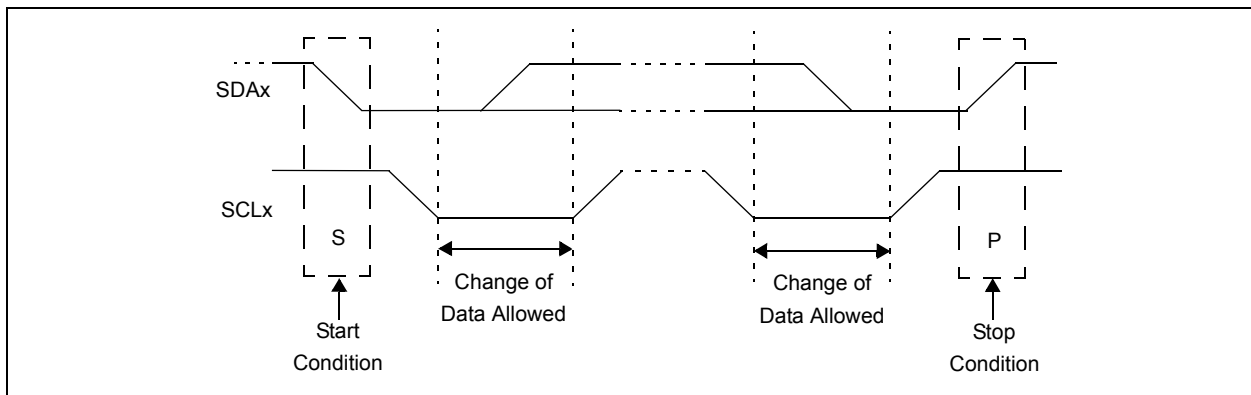 SDAx
SCLx
S
P
Change of
Data Allowed
Change of
Data Allowed
Start
Condition
Stop
Condition